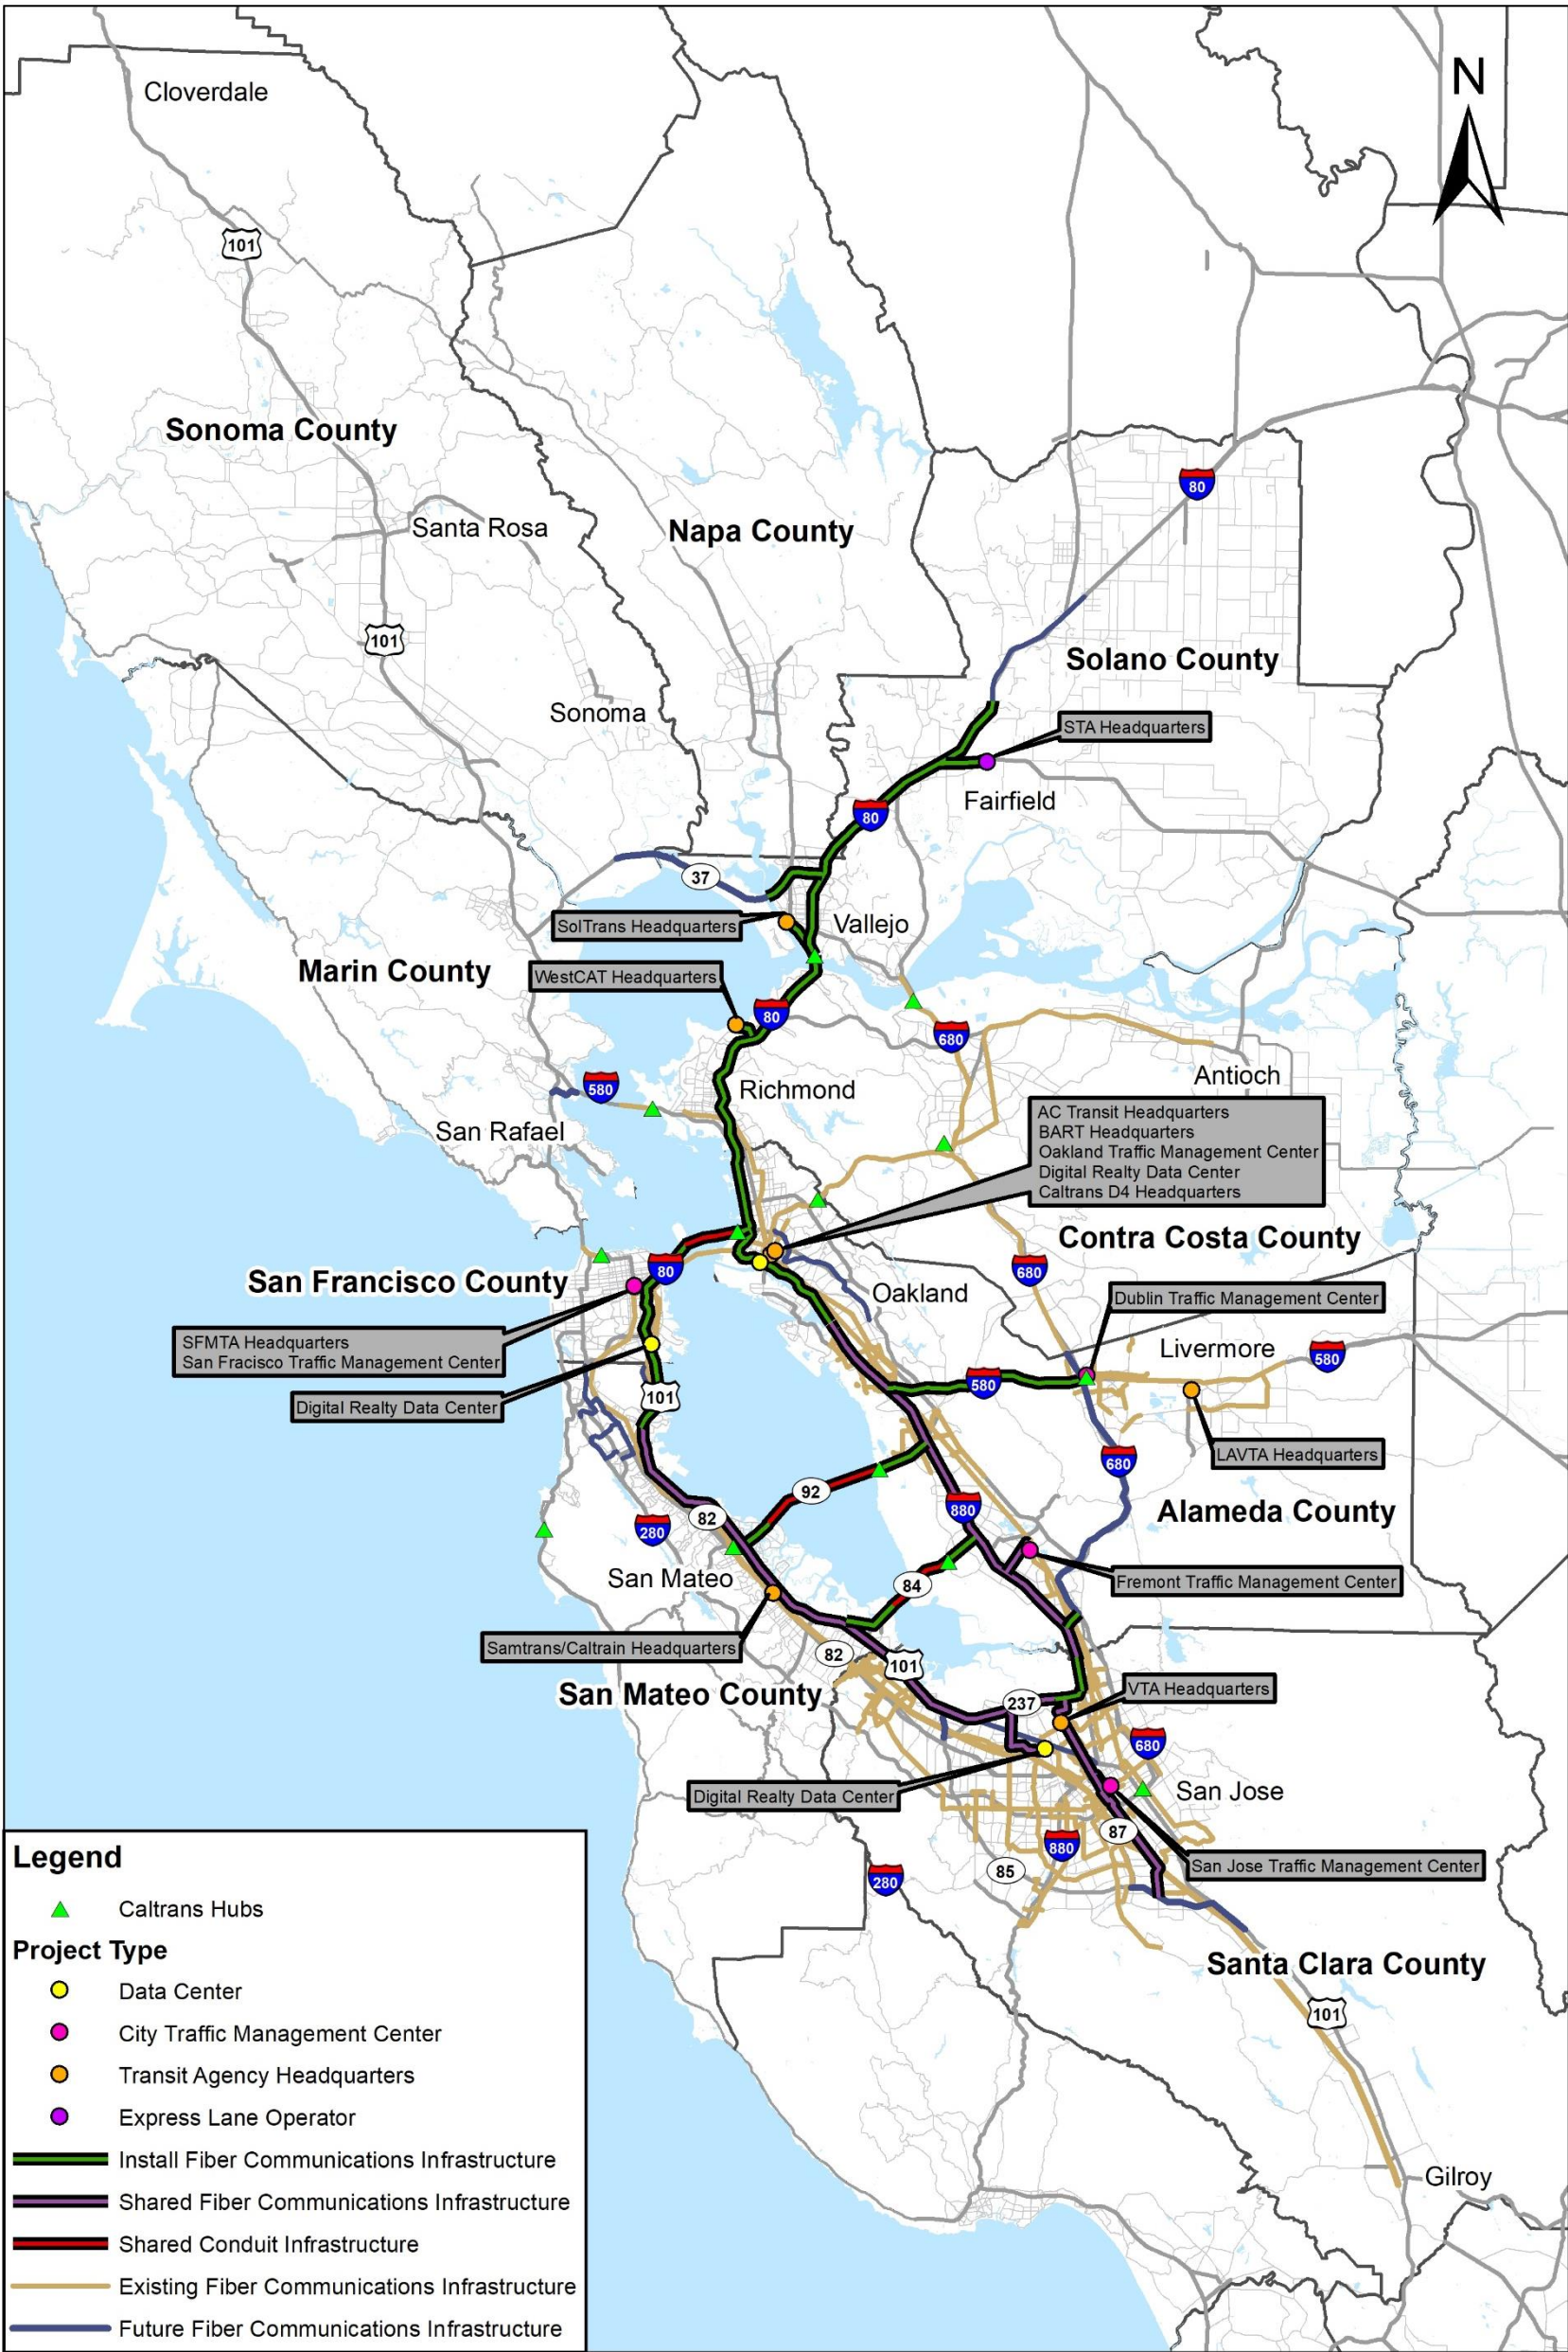 N
Cloverdale
101
Sonoma County
80
Santa Rosa
Napa County
101
Solano County
Sonoma
STA Headquarters
Fairfield
80
37
SolTrans Headquarters
Vallejo
Marin County
WestCAT Headquarters
80
680
Antioch
580
Richmond
San Rafael
AC Transit Headquarters
BART Headquarters
Oakland Traffic Management Center
Digital Realty Data Center
Caltrans D4 Headquarters
Contra Costa County
San Francisco County
80
680
Oakland
Dublin Traffic Management Center
SFMTA Headquarters
San Fracisco Traffic Management Center
Livermore
580
580
Digital Realty Data Center
101
LAVTA Headquarters
680
92
880
Alameda County
82
280
San Mateo
84
Fremont Traffic Management Center
Samtrans/Caltrain Headquarters
82
101
San Mateo County
237
VTA Headquarters
680
Digital Realty Data Center
San Jose
87
880
San Jose Traffic Management Center
85
280
Santa Clara County
101
Gilroy
Legend
Caltrans Hubs
Project Type
Data Center
City Traffic Management Center
Transit Agency Headquarters
Express Lane Operator
Install Fiber Communications Infrastructure
Shared Fiber Communications Infrastructure
Shared Conduit Infrastructure
Existing Fiber Communications Infrastructure
Future Fiber Communications Infrastructure